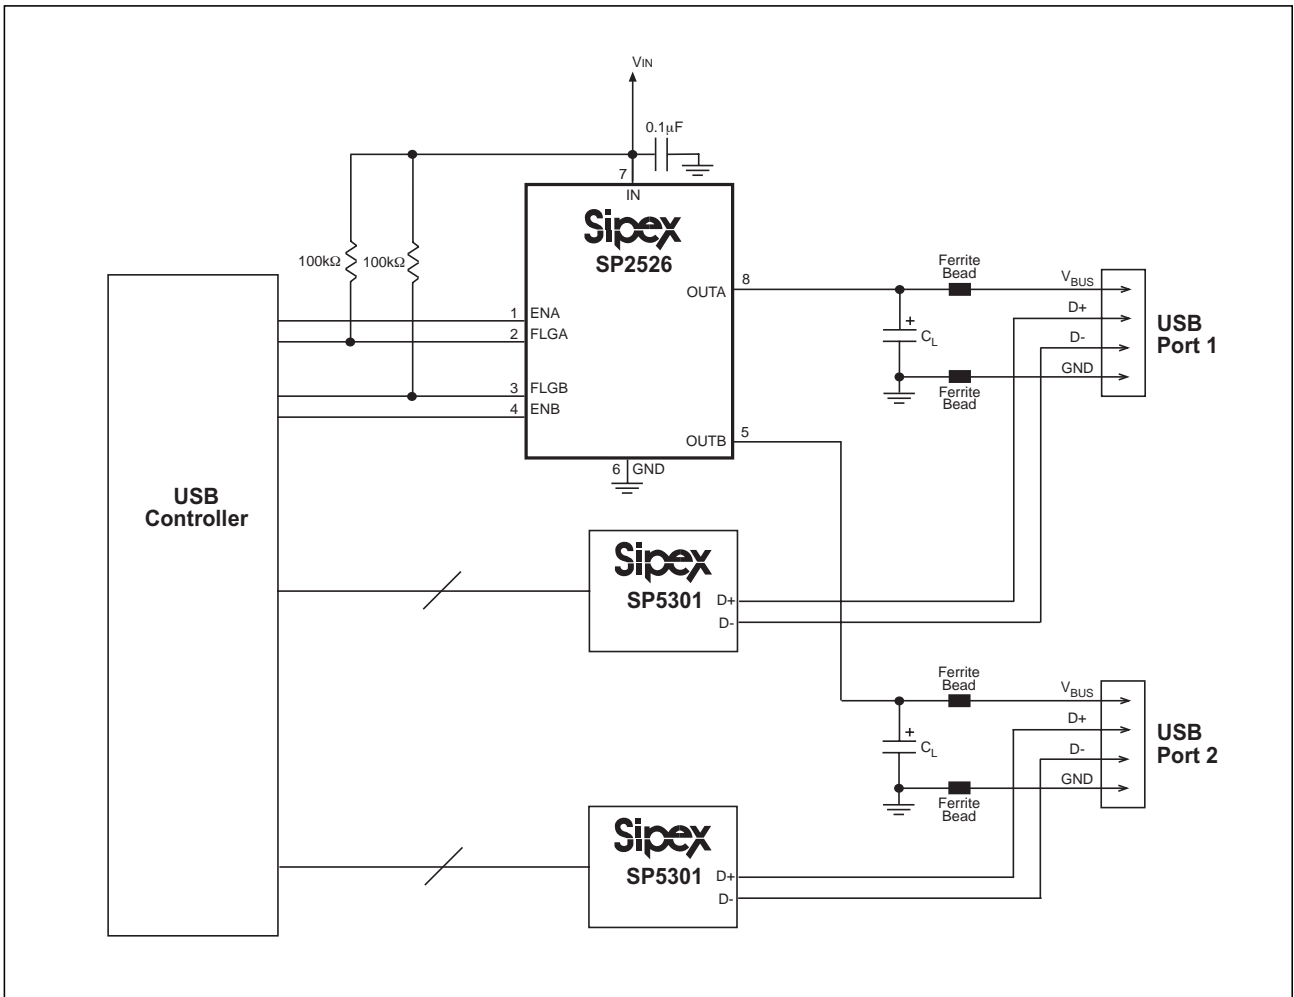 VIN
0.1µF
7
IN
Sipex
SP2526
100kΩ
100kΩ
1
ENA
2
FLGA
3
FLGB
4
ENB
OUTA
8
OUTB
5
6
GND
Ferrite
Bead
CL
+
Ferrite
Bead
VBUS
D+
D-
GND
USB
Port 1
USB
Controller
Sipex
SP5301
D+
D-
Ferrite
Bead
+
CL
Ferrite
Bead
VBUS
D+
D-
GND
USB
Port 2
Sipex
SP5301
D+
D-